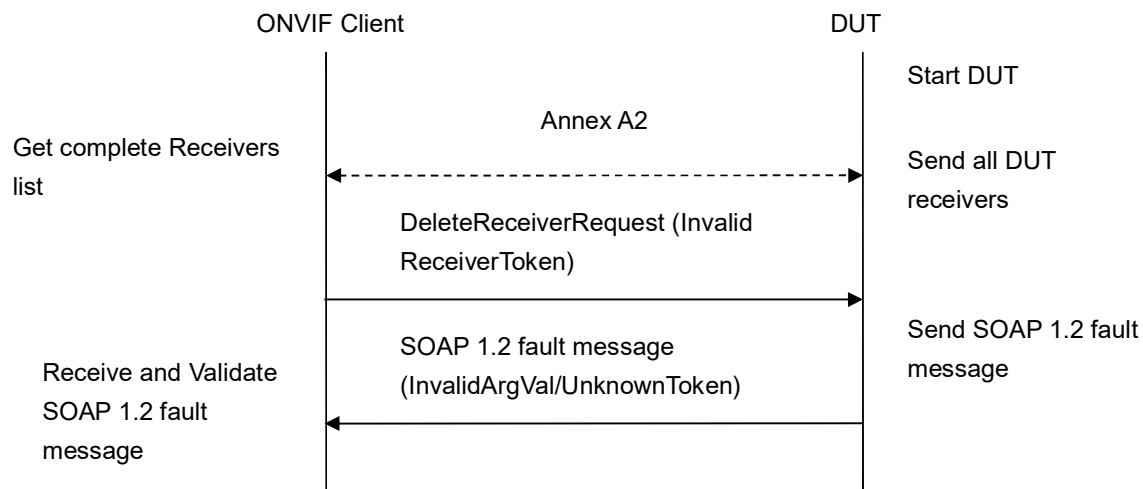 ONVIF Client
DUT
Start DUT
Annex A2
Get complete Receivers
list
Send all DUT
receivers
DeleteReceiverRequest (Invalid
ReceiverToken)
Send SOAP 1.2 fault
message
SOAP 1.2 fault message
(InvalidArgVal/UnknownToken)
Receive and Validate
SOAP 1.2 fault
message